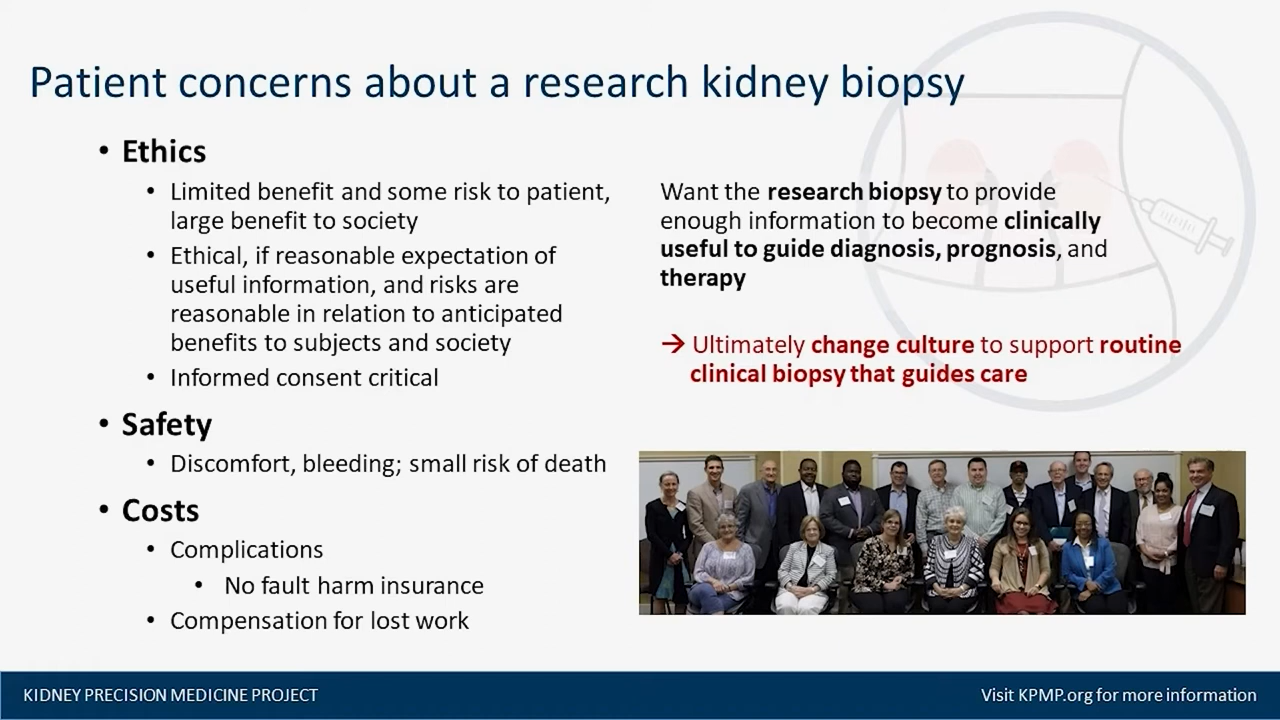 Patient concerns about a research kidney biopsy
• Ethics
• Limited benefit and some risk to patient,
large benefit to society
• Ethical, if reasonable expectation of
useful information, and risks are
reasonable in relation to anticipated
benefits to subjects and society
• Informed consent critical
• Safety
• Discomfort, bleeding; small risk of death
• Costs
• Complications
• No fault harm insurance
• Compensation for lost work
Want the research biopsy to provide
enough information to become clinically
useful to guide diagnosis, prognosis, and
therapy
→ Ultimately change culture to support routine
clinical biopsy that guides care
KIDNEY PRECISION MEDICINE PROJECT
Visit KPMP.org for more information